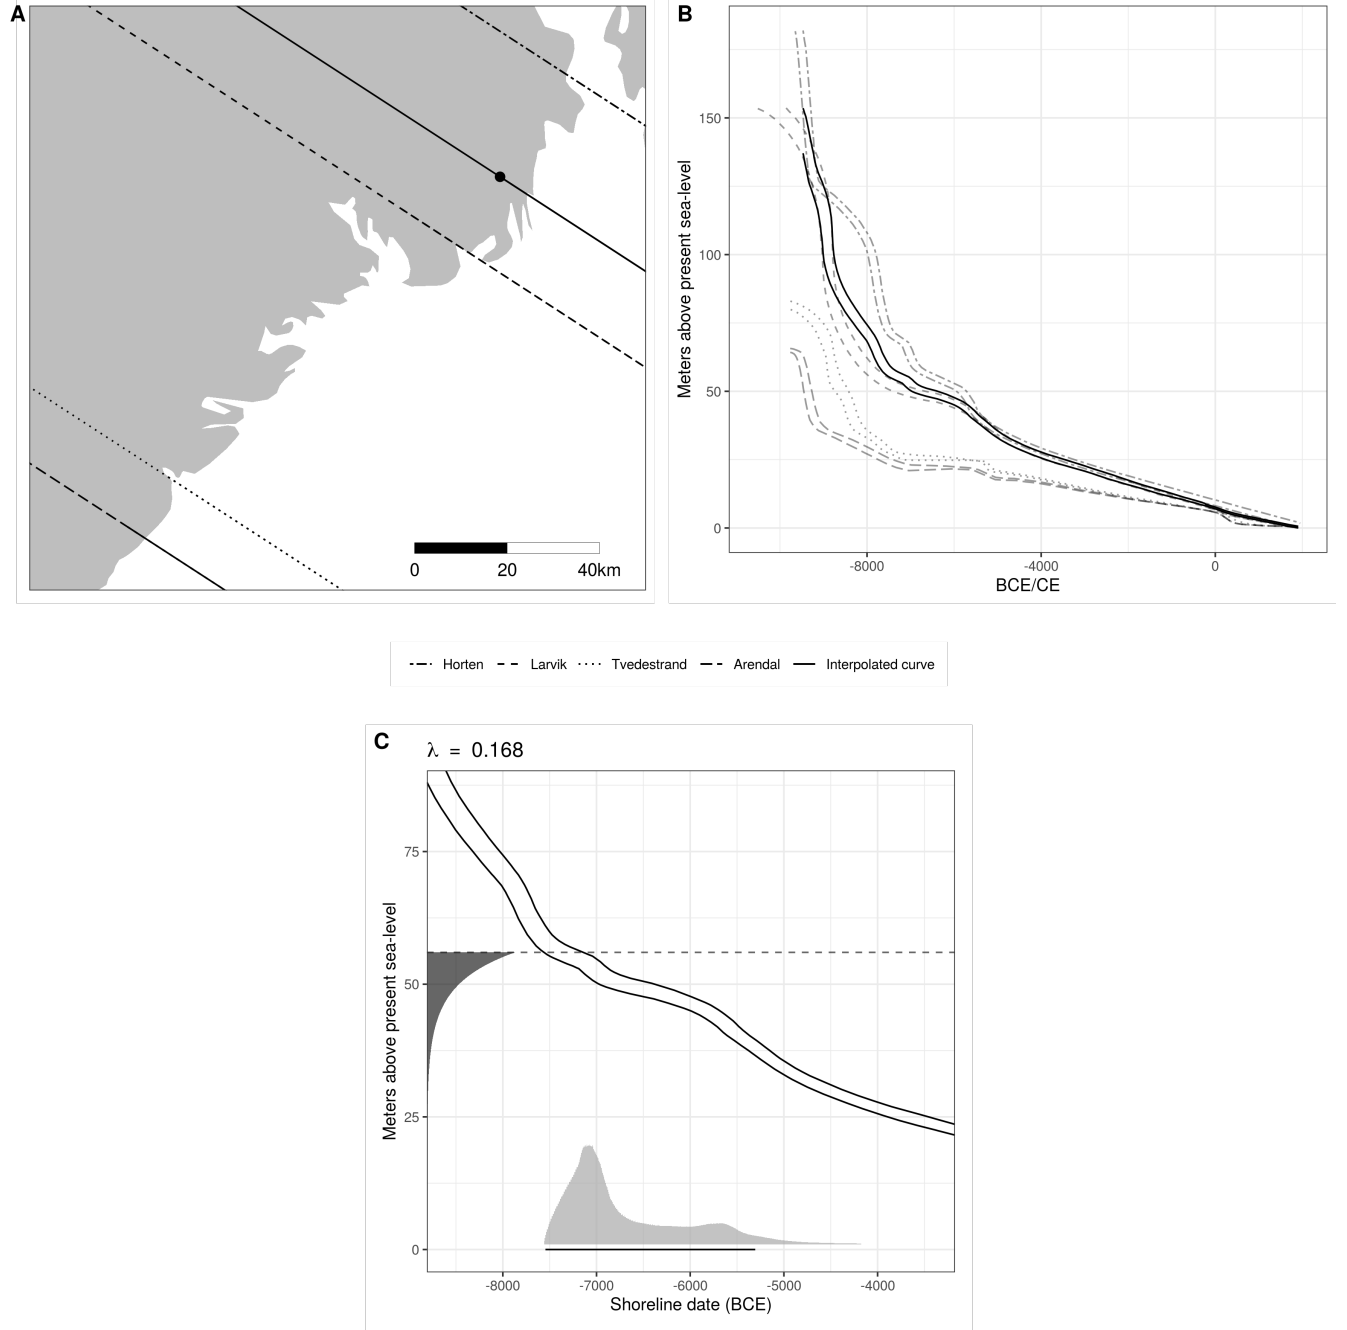 A
0 20 40km
B
Meters above present sea-level
150
100
50
0
-8000 -4000 0
BCE/CE
Horten Larvik Tvedestrand Arendal Interpolated curve
C
λ = 0.168
Meters above present sea-level
75
50
25
0
-8000 -7000 -6000 -5000 -4000
Shoreline date (BCE)